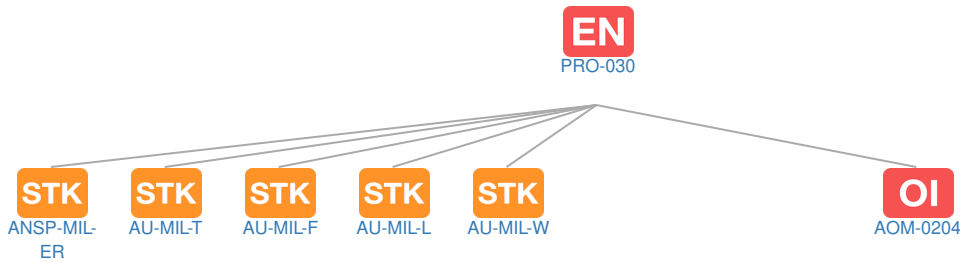 EN
PRO-030
STK STK STK STK STK OI
ANSP-MIL- AU-MIL-T AU-MIL-F AU-MIL-L AU-MIL-W AOM-0204
ER